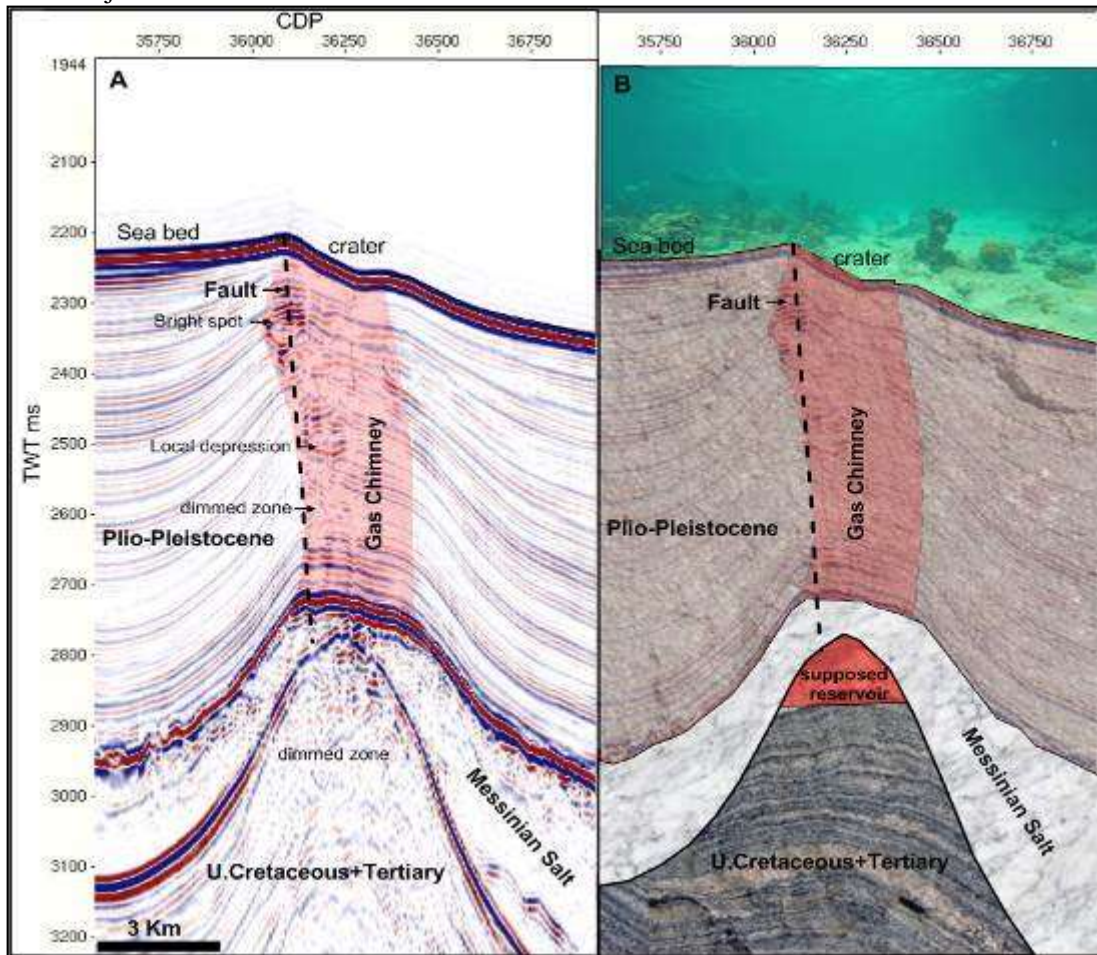 CDP
35750 36000 36250 36500 36750
35750 36000 36250 36500 36750
1944
2100
2200
2300
2400
2500
2600
2700
2800
2900
3000
3100
3200
TWT ms
A
Sea bed
crater
Fault
Bright spot
Local depression
dimmed zone
Gas Chimney
Plio-Pleistocene
dimmed zone
Messinian Salt
U.Cretaceous+Tertiary
3 Km
B
Sea bed
crater
Fault
Gas Chimney
Plio-Pleistocene
supposed
reservoir
Messinian Salt
U.Cretaceous+Tertiary